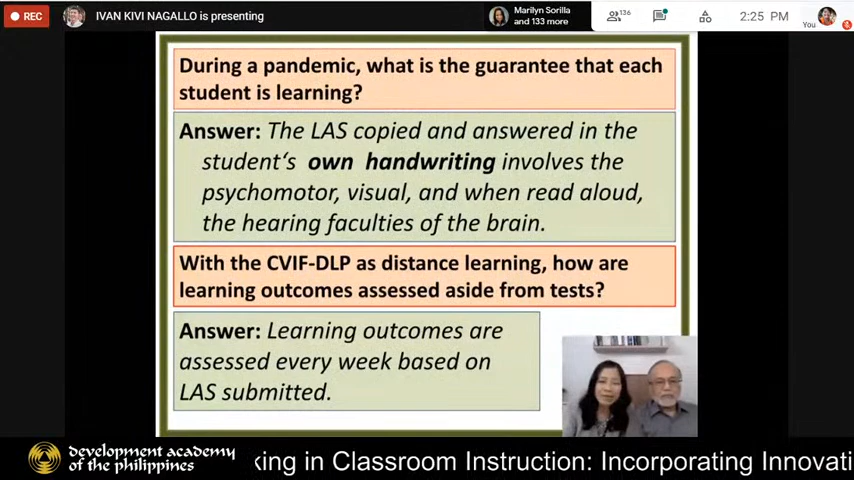 REC
IVAN KIVI NAGALLO is presenting
Marilyn Sorilla
and 133 more
136
2:25 PM
You
During a pandemic, what is the guarantee that each
student is learning?
Answer: The LAS copied and answered in the
student's own handwriting involves the
psychomotor, visual, and when read aloud,
the hearing faculties of the brain.
With the CVIF-DLP as distance learning, how are
learning outcomes assessed aside from tests?
Answer: Learning outcomes are
assessed every week based on
LAS submitted.
development academy
of the philippines
king in Classroom Instruction: Incorporating Innovati